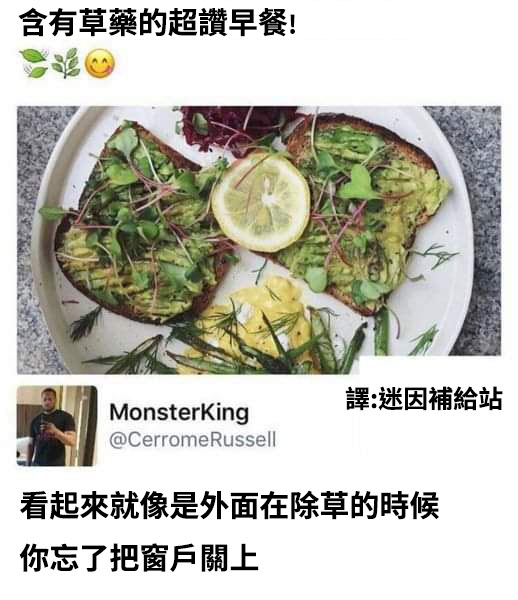 含有草藥的超讚早餐!
🌿🌿😋
譯:迷因補給站
MonsterKing
@CerromeRussell
看起來就像是外面在除草的時候
你忘了把窗戶關上